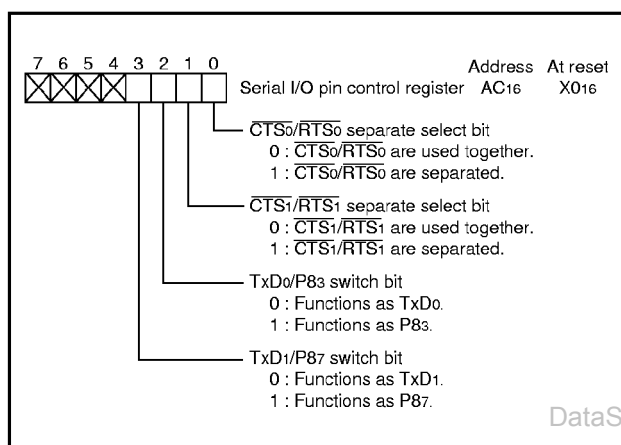 7 6 5 4 3 2 1 0
Address At reset
Serial I/O pin control register AC16 X016
CTS0/RTS0 separate select bit
0 : CTS0/RTS0 are used together.
1 : CTS0/RTS0 are separated.
CTS1/RTS1 separate select bit
0 : CTS1/RTS1 are used together.
1 : CTS1/RTS1 are separated.
TxD0/P83 switch bit
0 : Functions as TxD0.
1 : Functions as P83.
TxD1/P87 switch bit
0 : Functions as TxD1.
1 : Functions as P87.
DataS